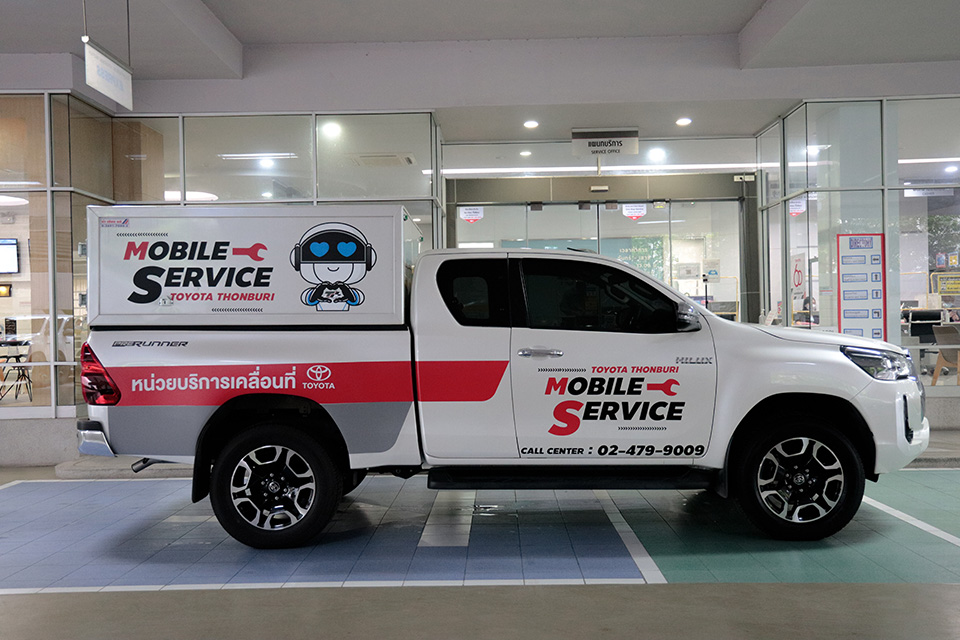 แผนกบริการ
SERVICE OFFICE
MOBILE
SERVICE
TOYOTA THONBURI
PRERUNNER
หน่วยบริการเคลื่อนที่
TOYOTA
HILUX
TOYOTA THONBURI
MOBILE
SERVICE
CALL CENTER : 02-479-9009